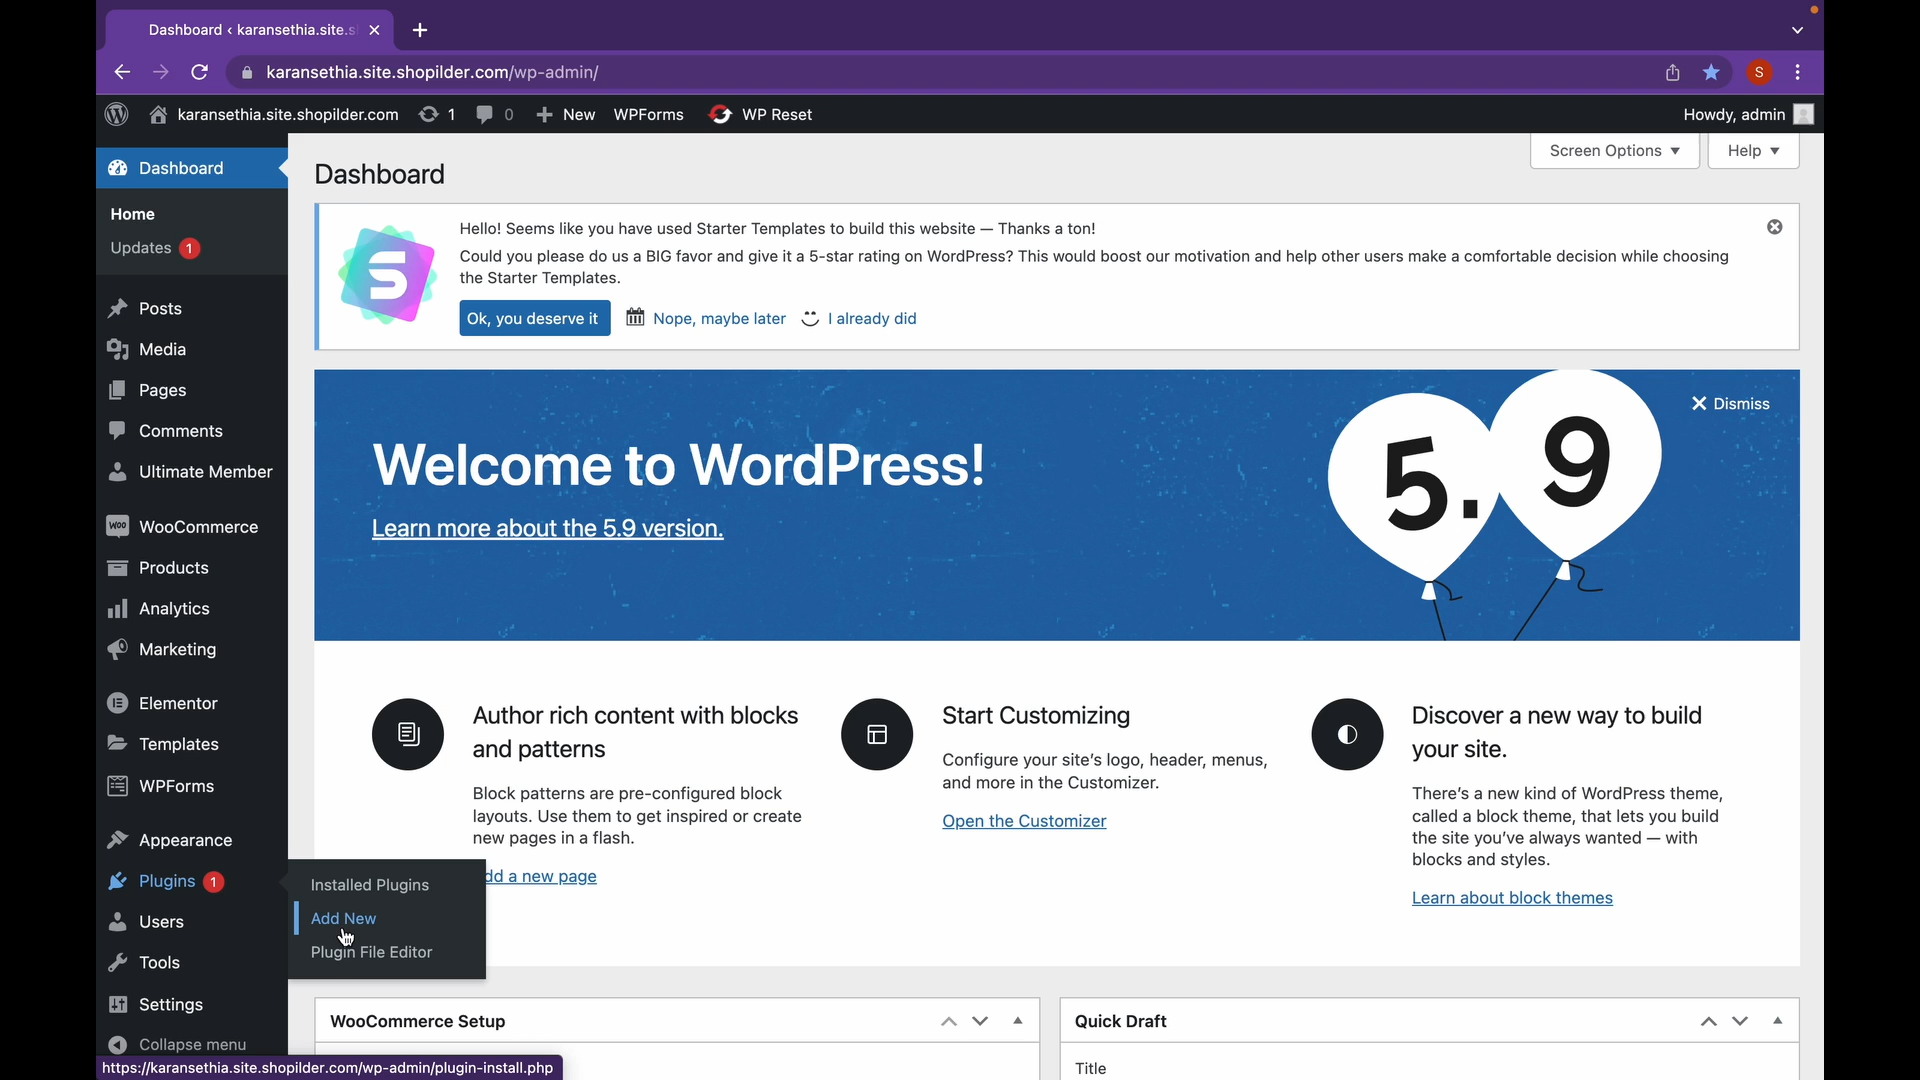 Dashboard ‹ karansethia.site.s
karansethia.site.shopilder.com/wp-admin/
S
karansethia.site.shopilder.com
1
0
New
WPForms
WP Reset
Howdy, admin
Dashboard
Home
Updates 1
Posts
Media
Pages
Comments
Ultimate Member
WooCommerce
Products
Analytics
Marketing
Elementor
Templates
WPForms
Appearance
Plugins 1
Users
Tools
Settings
Collapse menu
Installed Plugins
Add New
Plugin File Editor
https://karansethia.site.shopilder.com/wp-admin/plugin-install.php
Dashboard
Screen Options ▼
Help ▼
Hello! Seems like you have used Starter Templates to build this website — Thanks a ton!
Could you please do us a BIG favor and give it a 5-star rating on WordPress? This would boost our motivation and help other users make a comfortable decision while choosing
the Starter Templates.
Ok, you deserve it
Nope, maybe later
I already did
Welcome to WordPress!
Learn more about the 5.9 version.
5.9
Dismiss
Author rich content with blocks
and patterns
Block patterns are pre-configured block
layouts. Use them to get inspired or create
new pages in a flash.
dd a new page
Start Customizing
Configure your site's logo, header, menus,
and more in the Customizer.
Open the Customizer
Discover a new way to build
your site.
There's a new kind of WordPress theme,
called a block theme, that lets you build
the site you've always wanted — with
blocks and styles.
Learn about block themes
WooCommerce Setup
Quick Draft
Title